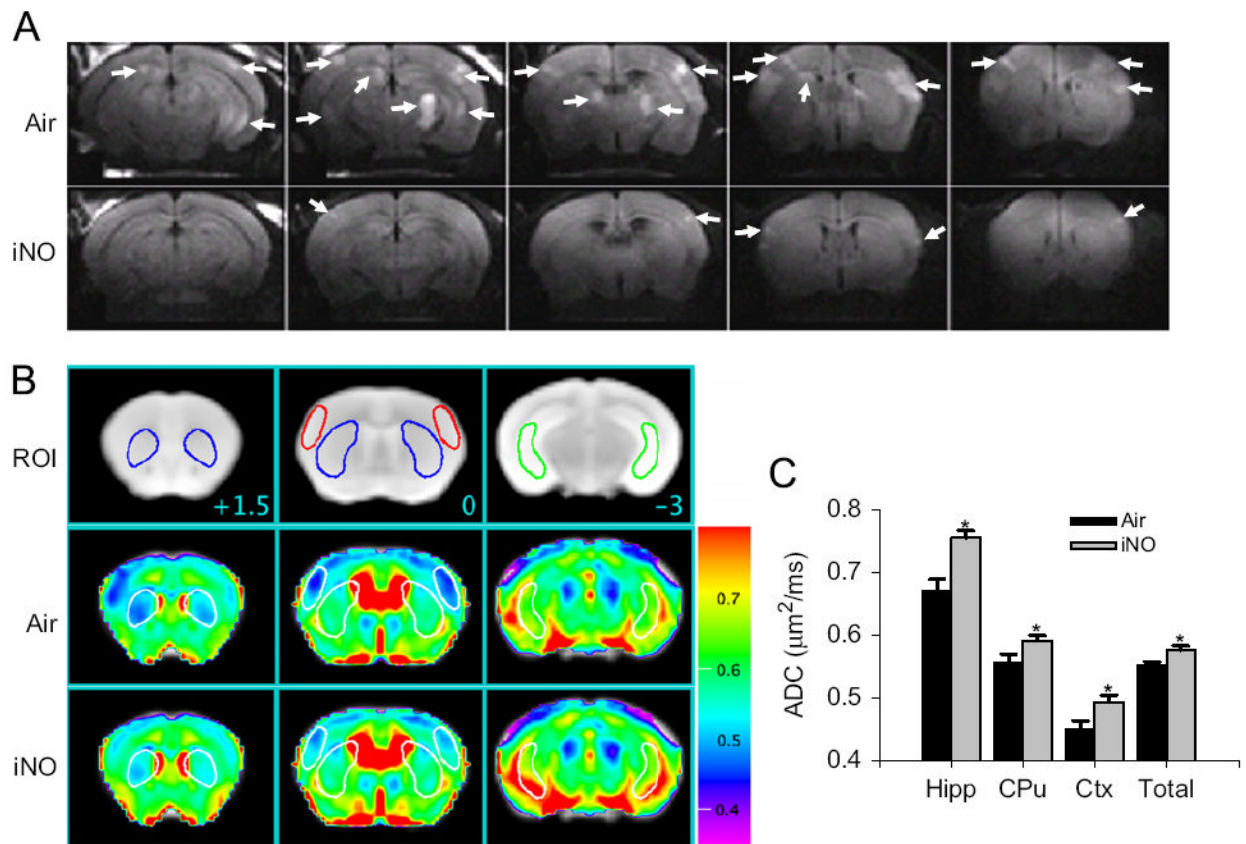 A
Air
iNO
B
ROI
+1.5
0
-3
Air
iNO
0.7
0.6
0.5
0.4
C
Air
iNO
ADC (µm²/ms)
0.8
0.7
0.6
0.5
0.4
*
*
*
*
Hipp CPu Ctx Total